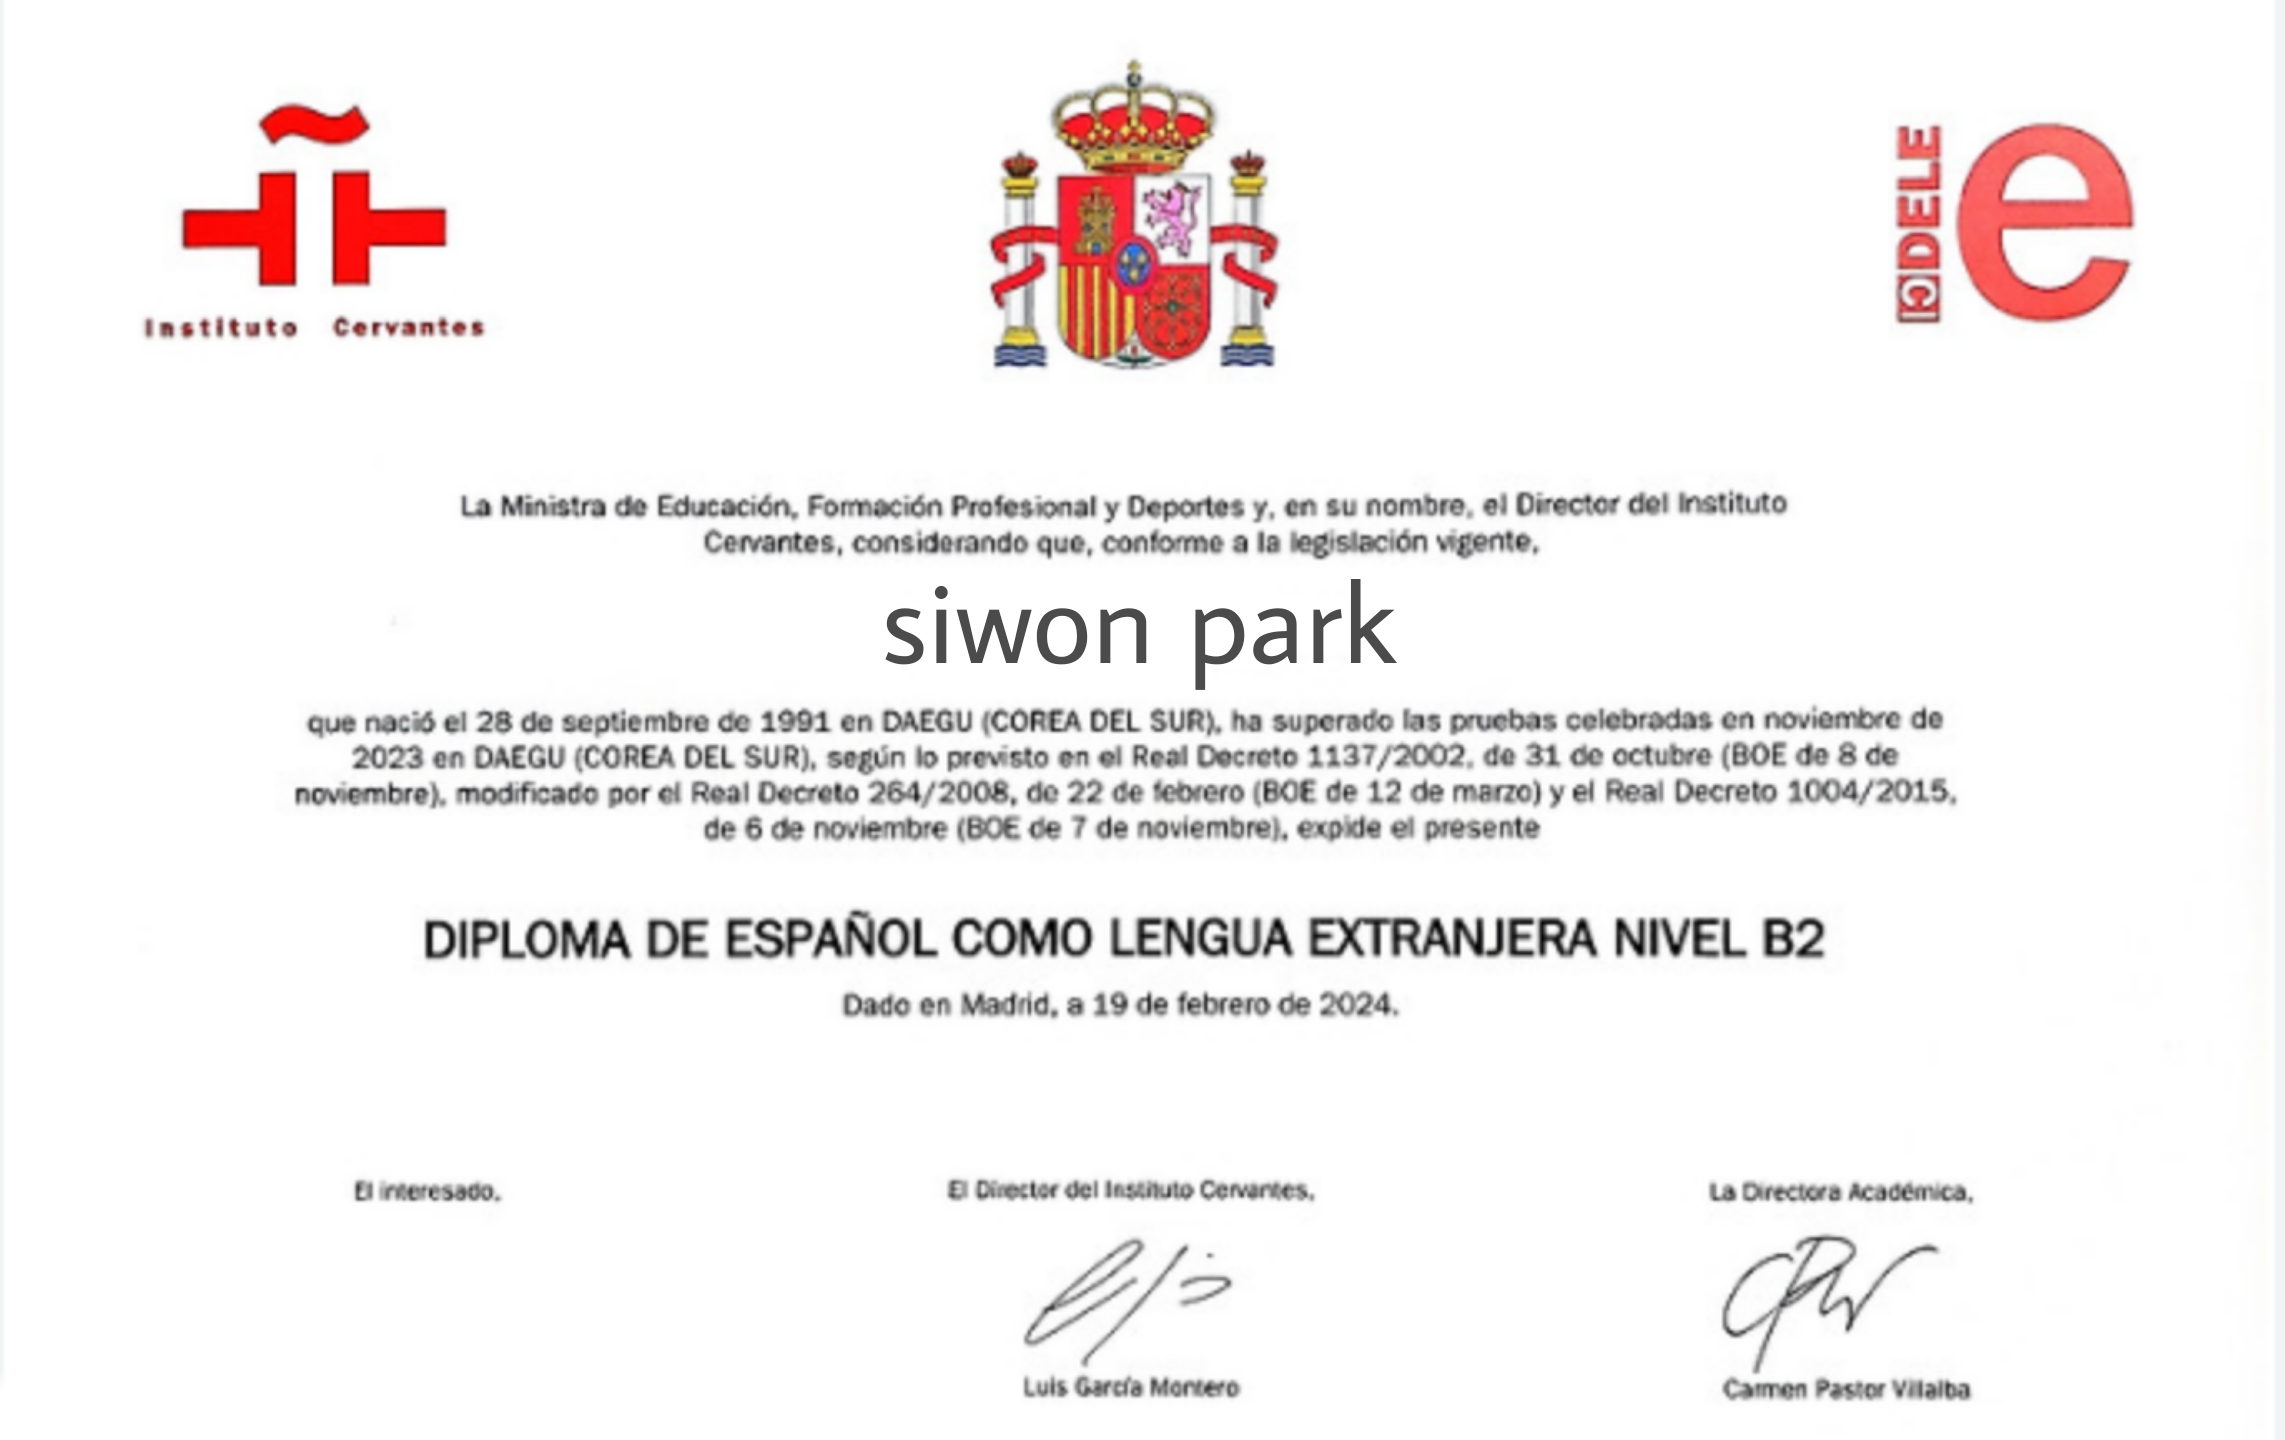 Instituto Cervantes
DELE
e
La Ministra de Educación, Formación Profesional y Deportes y, en su nombre, el Director del Instituto
Cervantes, considerando que, conforme a la legislación vigente,
siwon park
que nació el 28 de septiembre de 1991 en DAEGU (COREA DEL SUR), ha superado las pruebas celebradas en noviembre de
2023 en DAEGU (COREA DEL SUR), según lo previsto en el Real Decreto 1137/2002, de 31 de octubre (BOE de 8 de
noviembre), modificado por el Real Decreto 264/2008, de 22 de febrero (BOE de 12 de marzo) y el Real Decreto 1004/2015,
de 6 de noviembre (BOE de 7 de noviembre), expide el presente
DIPLOMA DE ESPAÑOL COMO LENGUA EXTRANJERA NIVEL B2
Dado en Madrid, a 19 de febrero de 2024.
El interesado,
El Director del Instituto Cervantes,
La Directora Académica,
Luis García Montero
Carmen Pastor Villalba